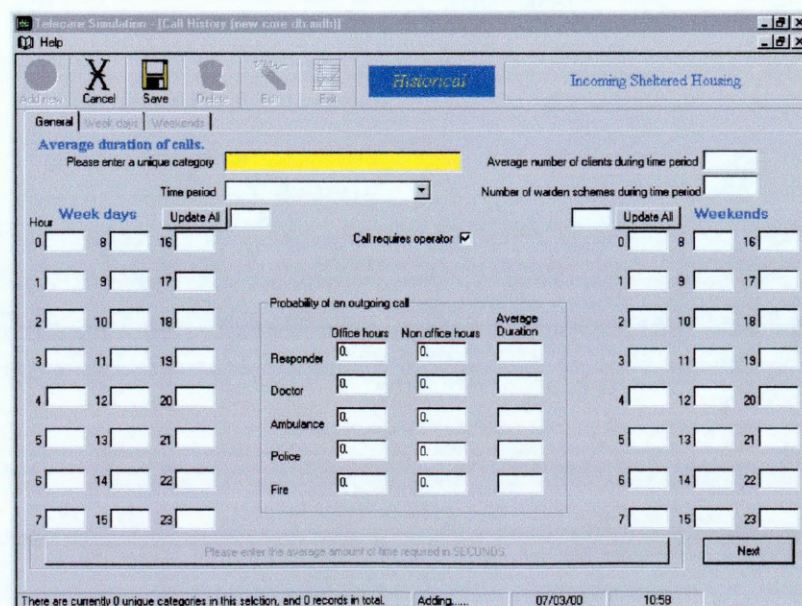 Telecare Simulation - [Call History (new core db.mdb)]
Help
Add new Cancel Save Delete Edit Exit Historical Incoming Sheltered Housing
General Week days Weekends
Average duration of calls.
Please enter a unique category Average number of clients during time period
Time period Number of warden schemes during time period
Hour Week days Update All Update All Weekends
Call requires operator
0 8 16 0 8 16
1 9 17 1 9 17
Probability of an outgoing call
Office hours Non office hours Average Duration
2 10 18 2 10 18
Responder 0. 0.
3 11 19 3 11 19
Doctor 0. 0.
4 12 20 4 12 20
Ambulance 0. 0.
5 13 21 5 13 21
Police 0. 0.
6 14 22 6 14 22
Fire 0. 0.
7 15 23 7 15 23
Please enter the average amount of time required in SECONDS. Next
There are currently 0 unique categories in this selction, and 0 records in total. Adding..... 07/03/00 10:58